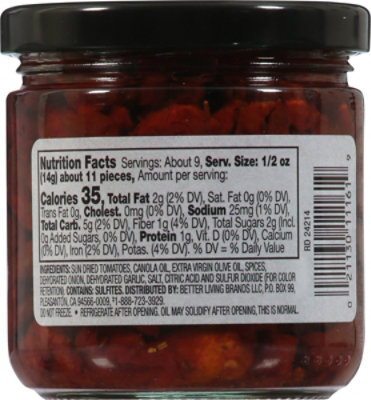 Nutrition Facts Servings: About 9, Serv. Size: 1/2 oz
(14g) about 11 pieces, Amount per serving:
Calories 35, Total Fat 2g (2% DV), Sat. Fat 0g (0% DV),
Trans Fat 0g, Cholest. 0mg (0% DV), Sodium 25mg (1% DV),
Total Carb. 5g (2% DV), Fiber 1g (4% DV), Total Sugars 2g (Incl.
0g Added Sugars, 0% DV), Protein 1g, Vit. D (0% DV), Calcium
(0% DV), Iron (2% DV), Potas. (4% DV). % DV = % Daily Value
INGREDIENTS: SUN DRIED TOMATOES, CANOLA OIL, EXTRA VIRGIN OLIVE OIL, SPICES,
DEHYDRATED ONION, DEHYDRATED GARLIC, SALT, CITRIC ACID AND SULFUR DIOXIDE (FOR COLOR
RETENTION). CONTAINS: SULFITES. DISTRIBUTED BY: BETTER LIVING BRANDS LLC, P.O. BOX 99,
PLEASANTON, CA 94566-0009. 1-888-723-3929.
DO NOT FREEZE. • REFRIGERATE AFTER OPENING. OIL MAY SOLIDIFY AFTER OPENING, THIS IS NORMAL.
RD 24214
0 21130 11161 9